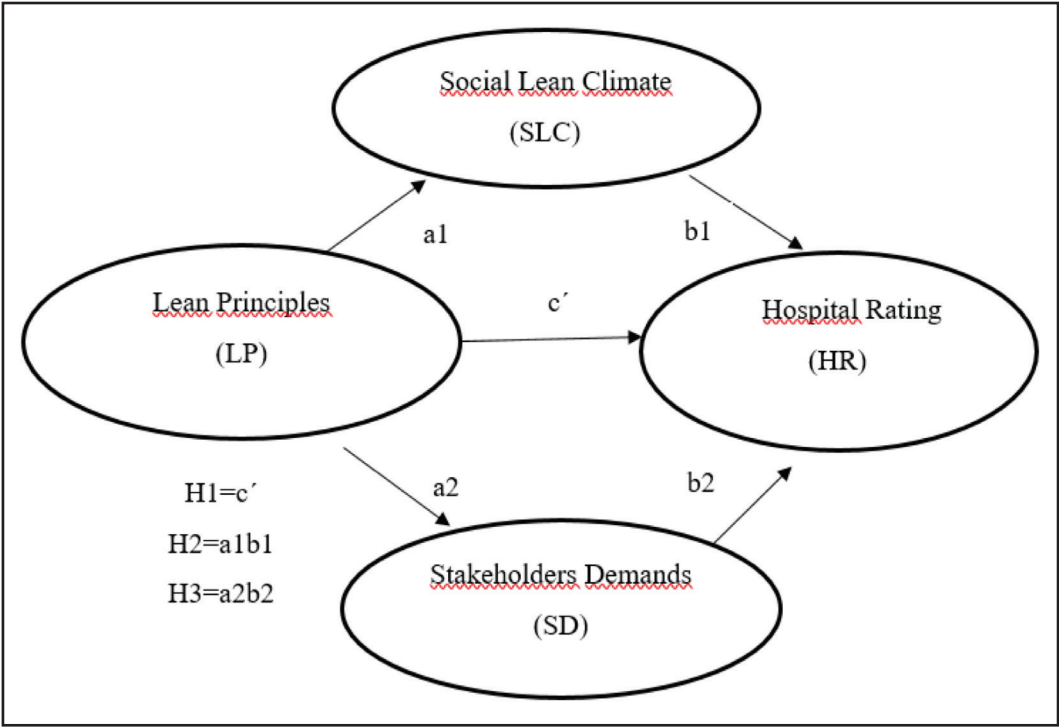 Social Lean Climate
(SLC)
a1
b1
Lean Principles
(LP)
c´
Hospital Rating
(HR)
a2
b2
H1=c´
H2=a1b1
H3=a2b2
Stakeholders Demands
(SD)